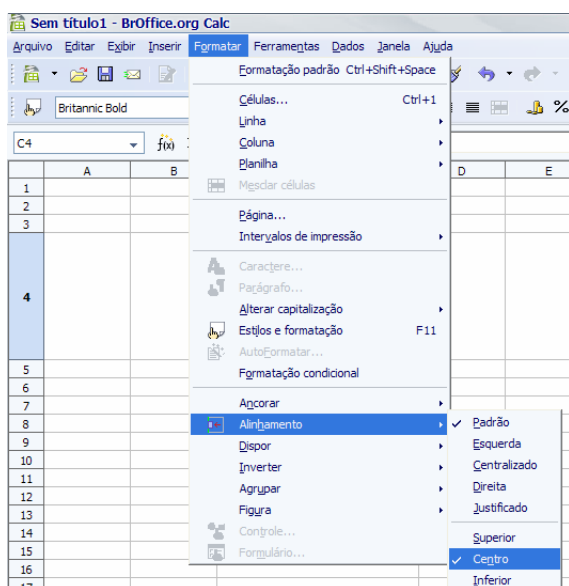 Sem título1 - BrOffice.org Calc
Arquivo Editar Exibir Inserir Formatar Ferramentas Dados Janela Ajuda
Formatação padrão Ctrl+Shift+Space
Britannic Bold
%
Células... Ctrl+1
Linha
C4 f(x)
Coluna
Planilha
A B D E
Mesclar células
1
2
Página...
3
Intervalos de impressão
Caractere...
Parágrafo...
4
Alterar capitalização
Estilos e formatação F11
AutoFormatar...
5
Formatação condicional
6
7
Ancorar
8
Alinhamento
Padrão
9
Dispor
Esquerda
10
Inverter
Centralizado
11
Agrupar
Direita
12
Figura
Justificado
13
14
Controle...
Superior
15
Formulário...
Centro
16
Inferior
17